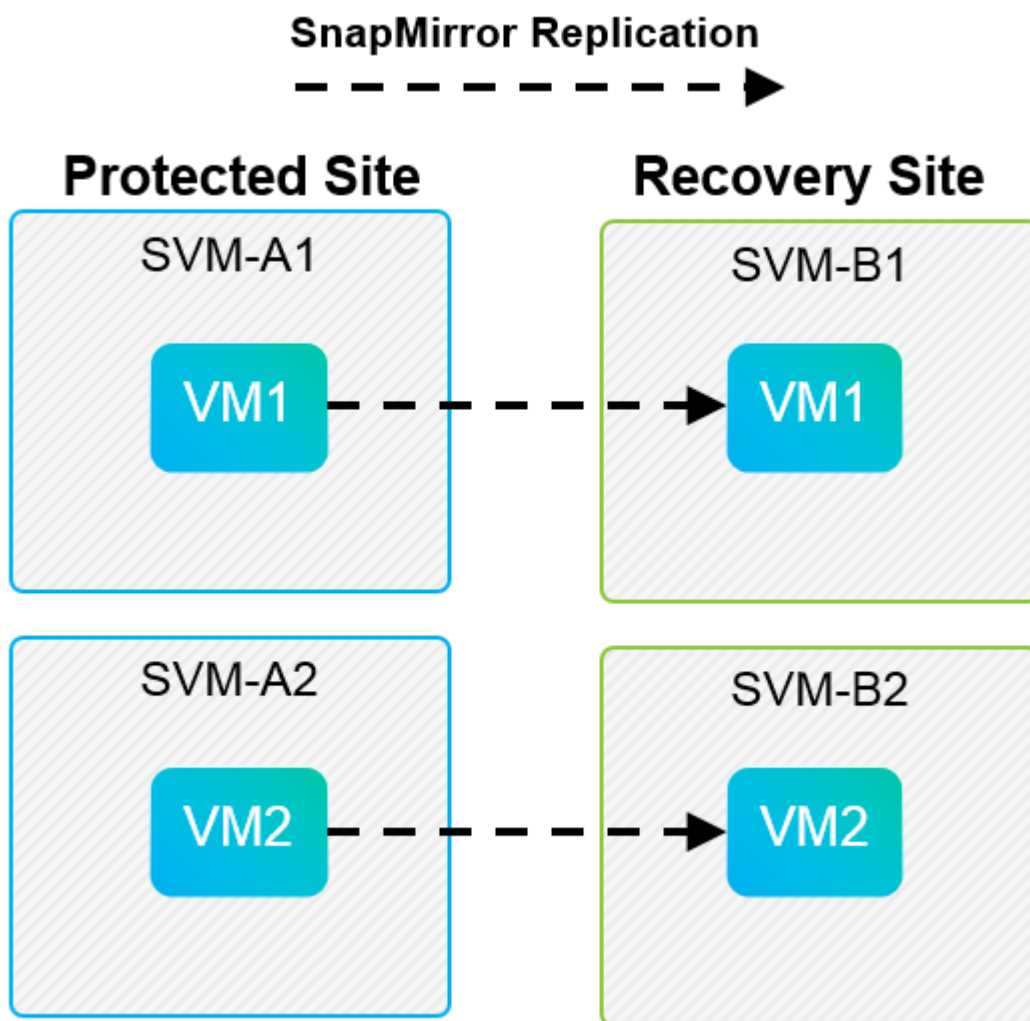 SnapMirror Replication
Protected Site
Recovery Site
SVM-A1
SVM-B1
VM1
VM1
SVM-A2
SVM-B2
VM2
VM2